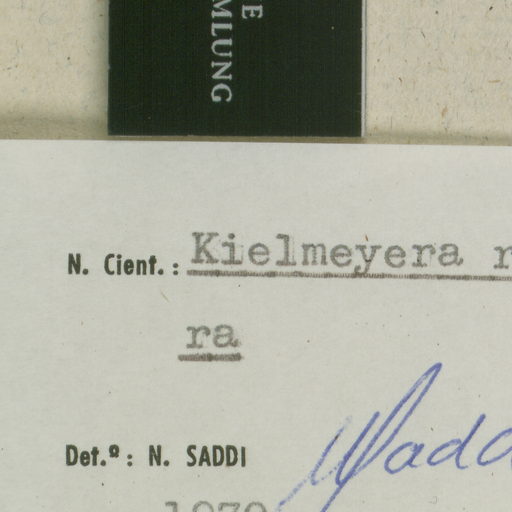 E
MLUNG
N. Cient.: Kielmeyera r
ra
Det.º: N. SADDI